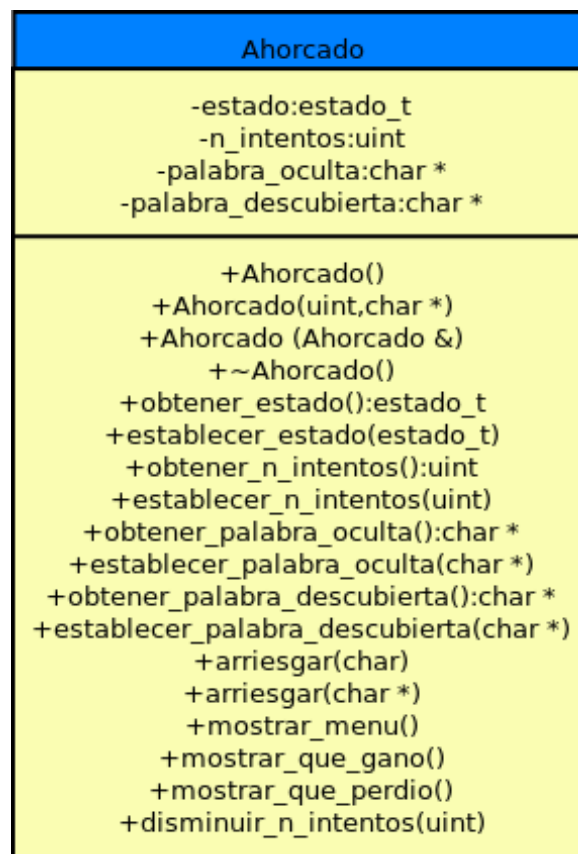 Ahorcado
-estado:estado_t
-n_intentos:uint
-palabra_oculta:char *
-palabra_descubierta:char *
+Ahorcado()
+Ahorcado(uint,char *)
+Ahorcado (Ahorcado &)
+~Ahorcado()
+obtener_estado():estado_t
+establecer_estado(estado_t)
+obtener_n_intentos():uint
+establecer_n_intentos(uint)
+obtener_palabra_oculta():char *
+establecer_palabra_oculta(char *)
+obtener_palabra_descubierta():char *
+establecer_palabra_descubierta(char *)
+arriesgar(char)
+arriesgar(char *)
+mostrar_menu()
+mostrar_que_gano()
+mostrar_que_perdio()
+disminuir_n_intentos(uint)